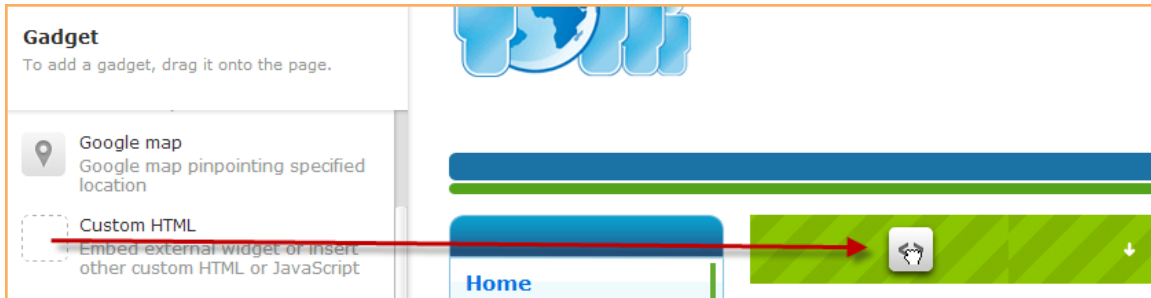 Gadget
To add a gadget, drag it onto the page.
Google map
Google map pinpointing specified
location
Custom HTML
Embed external widget or insert
other custom HTML or JavaScript
Home